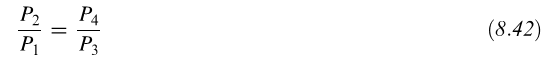 P₂/P₁ = P₄/P₃ (8.42)